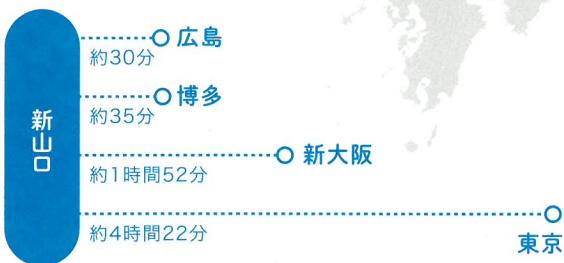 新山口
広島
約30分
博多
約35分
新大阪
約1時間52分
約4時間22分
東京